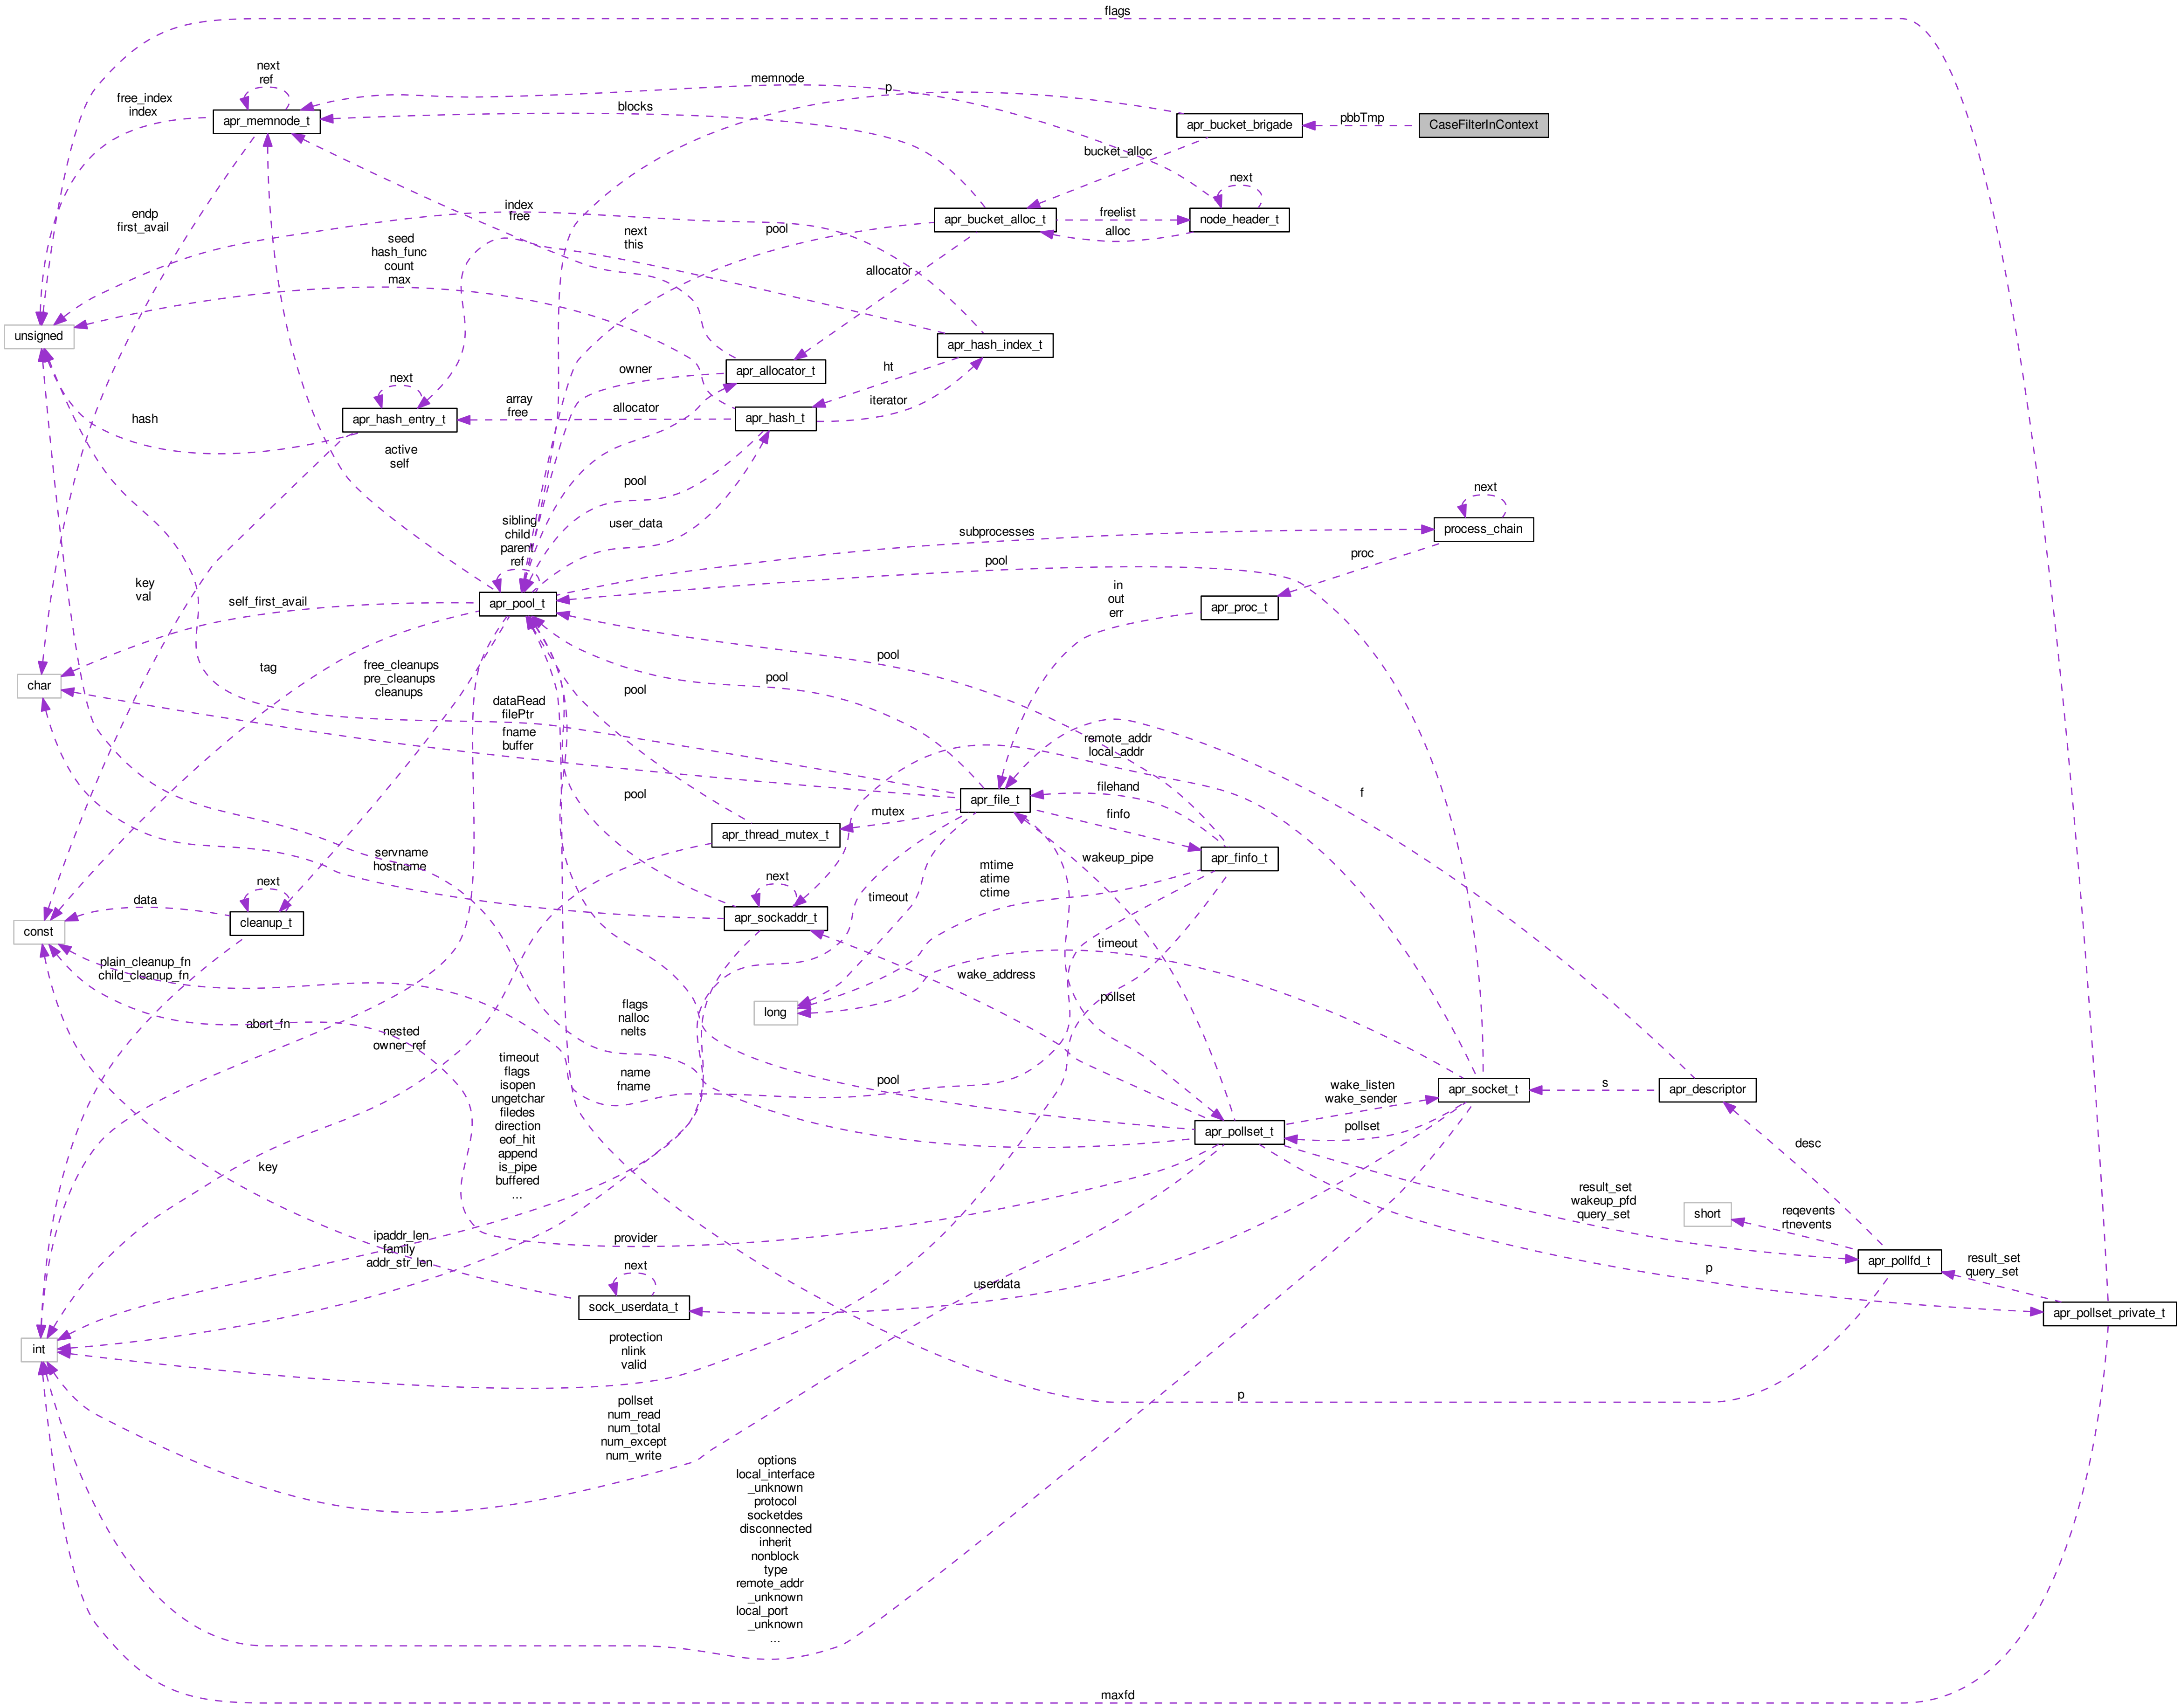 flags
next
ref
memnode
p
free_index
index
blocks
apr_memnode_t
apr_bucket_brigade
pbbTmp
CaseFilterInContext
bucket_alloc
next
endp
first_avail
index
free
apr_bucket_alloc_t
freelist
alloc
node_header_t
seed
hash_func
count
max
next
this
pool
allocator
unsigned
apr_hash_index_t
owner
apr_allocator_t
ht
next
array
free
allocator
iterator
hash
apr_hash_entry_t
apr_hash_t
active
self
pool
next
sibling
child
parent
ref
user_data
subprocesses
process_chain
pool
proc
key
val
self_first_avail
apr_pool_t
in
out
err
apr_proc_t
tag
free_cleanups
pre_cleanups
cleanups
pool
pool
char
dataRead
filePtr
fname
buffer
pool
remote_addr
local_addr
filehand
f
pool
apr_file_t
mutex
finfo
apr_thread_mutex_t
servname
hostname
wakeup_pipe
apr_finfo_t
next
data
cleanup_t
next
apr_sockaddr_t
timeout
mtime
atime
ctime
const
timeout
plain_cleanup_fn
child_cleanup_fn
wake_address
long
pollset
abort_fn
nested
owner_ref
flags
nalloc
nelts
timeout
flags
isopen
ungetchar
filedes
direction
eof_hit
append
is_pipe
buffered
...
name
fname
pool
wake_listen
wake_sender
apr_socket_t
s
apr_descriptor
apr_pollset_t
pollset
desc
key
result_set
wakeup_pfd
query_set
short
reqevents
rtnevents
ipaddr_len
family
addr_str_len
provider
next
userdata
p
apr_pollfd_t
result_set
query_set
sock_userdata_t
apr_pollset_private_t
int
protection
nlink
valid
p
pollset
num_read
num_total
num_except
num_write
options
local_interface
_unknown
protocol
socketdes
disconnected
inherit
nonblock
type
remote_addr
_unknown
local_port
_unknown
...
maxfd